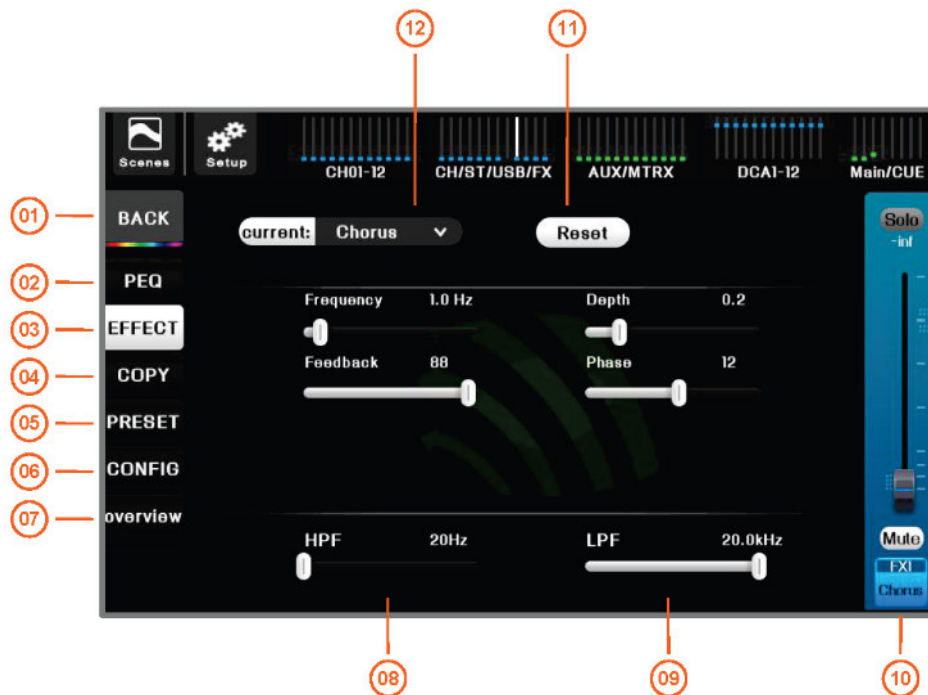 12
11
Scenes
Setup
CH01-12
CH/ST/USB/FX
AUX/MTRX
DCA1-12
Main/CUE
01
BACK
current: Chorus
Reset
Solo
-inf
02
PEQ
Frequency 1.0 Hz
Depth 0.2
03
EFFECT
Feedback 88
Phase 12
04
COPY
05
PRESET
06
CONFIG
07
overview
HPF 20Hz
LPF 20.0kHz
Mute
FX1
Chorus
08
09
10